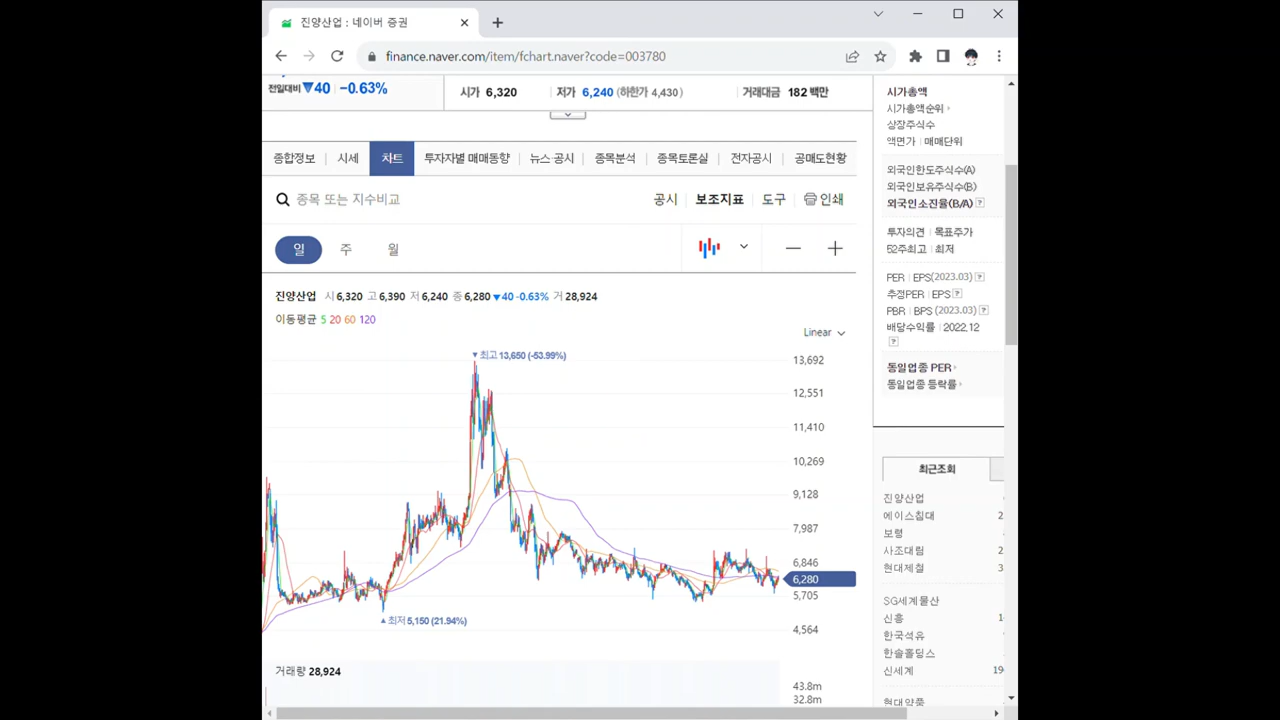 진양산업 : 네이버 증권
finance.naver.com/item/fchart.naver?code=003780
전일대비 ▼40 | -0.63%
시가 6,320 | 저가 6,240 (하한가 4,430) | 거래대금 182 백만
종합정보 | 시세 | 차트 | 투자자별 매매동향 | 뉴스 공시 | 종목분석 | 종목토론실 | 전자공시 | 공매도현황
종목 또는 지수비교
공시 | 보조지표 | 도구 | 인쇄
일 주 월
진양산업 시 6,320 고 6,390 저 6,240 종 6,280 ▼40 -0.63% 거 28,924
이동평균 5 20 60 120
Linear
▼최고 13,650 (-53.99%)
13,692
12,551
11,410
10,269
9,128
7,987
6,846
6,280
5,705
4,564
▲최저 5,150 (21.94%)
거래량 28,924
43.8m
32.8m
시가총액
시가총액순위
상장주식수
액면가 | 매매단위
외국인한도주식수(A)
외국인보유주식수(B)
외국인소진율(B/A) ?
투자의견 | 목표주가
52주최고 | 최저
PER | EPS(2023.03) ?
추정PER | EPS ?
PBR | BPS (2023.03) ?
배당수익률 | 2022.12
?
동일업종 PER
동일업종 등락률
최근조회
진양산업
에이스침대 2
보령
사조대림 2
현대제철 3
SG세계물산
신흥 1
한국석유
한솔홀딩스
신세계 19
현대약품